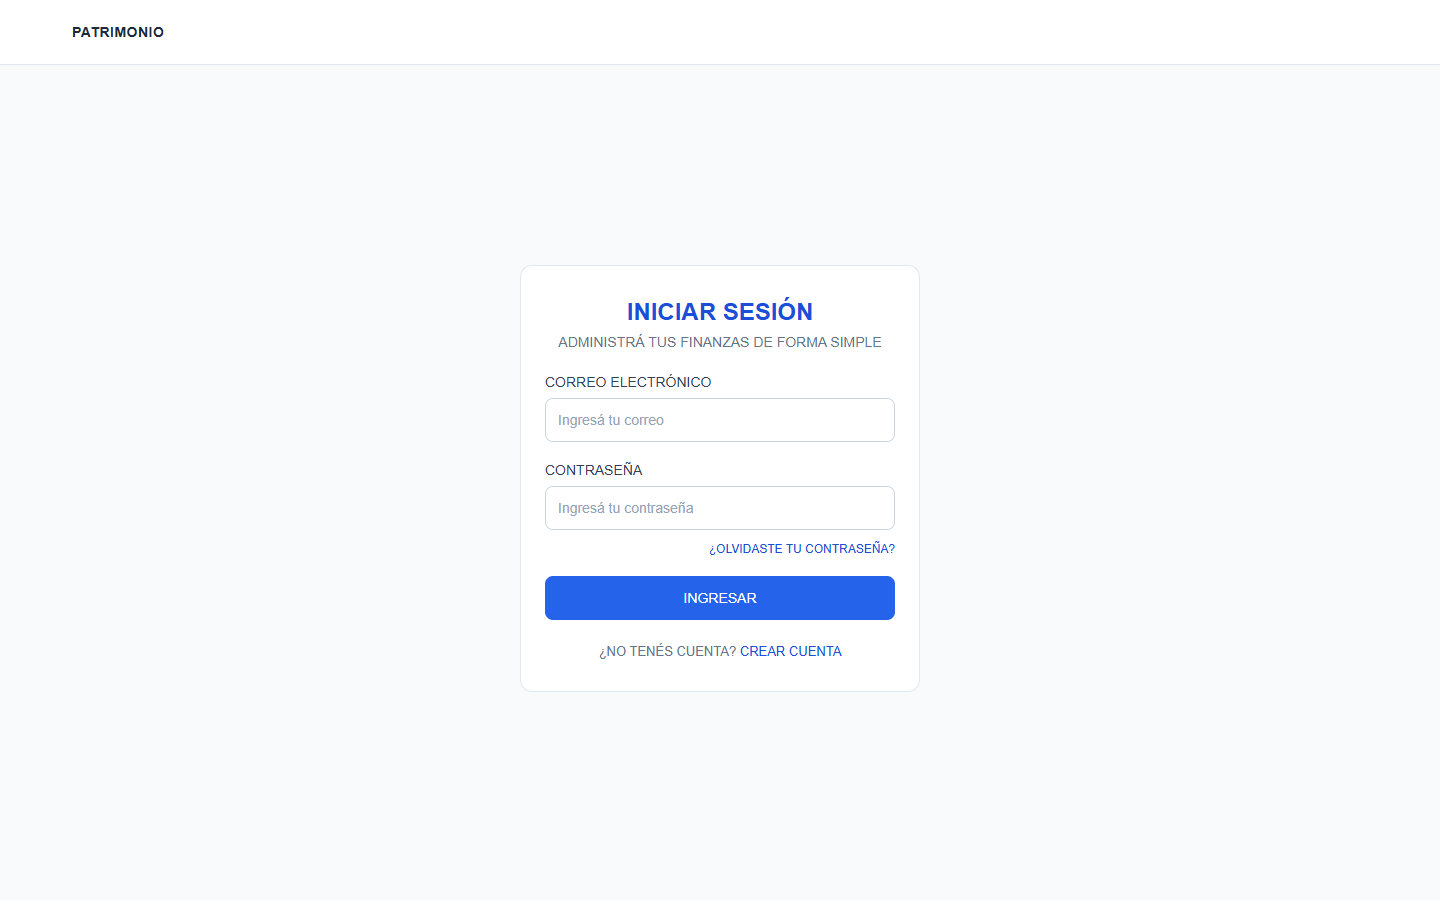 PATRIMONIO
INICIAR SESIÓN
ADMINISTRÁ TUS FINANZAS DE FORMA SIMPLE
CORREO ELECTRÓNICO
Ingresá tu correo
CONTRASEÑA
Ingresá tu contraseña
¿OLVIDASTE TU CONTRASEÑA?
INGRESAR
¿NO TENÉS CUENTA? CREAR CUENTA